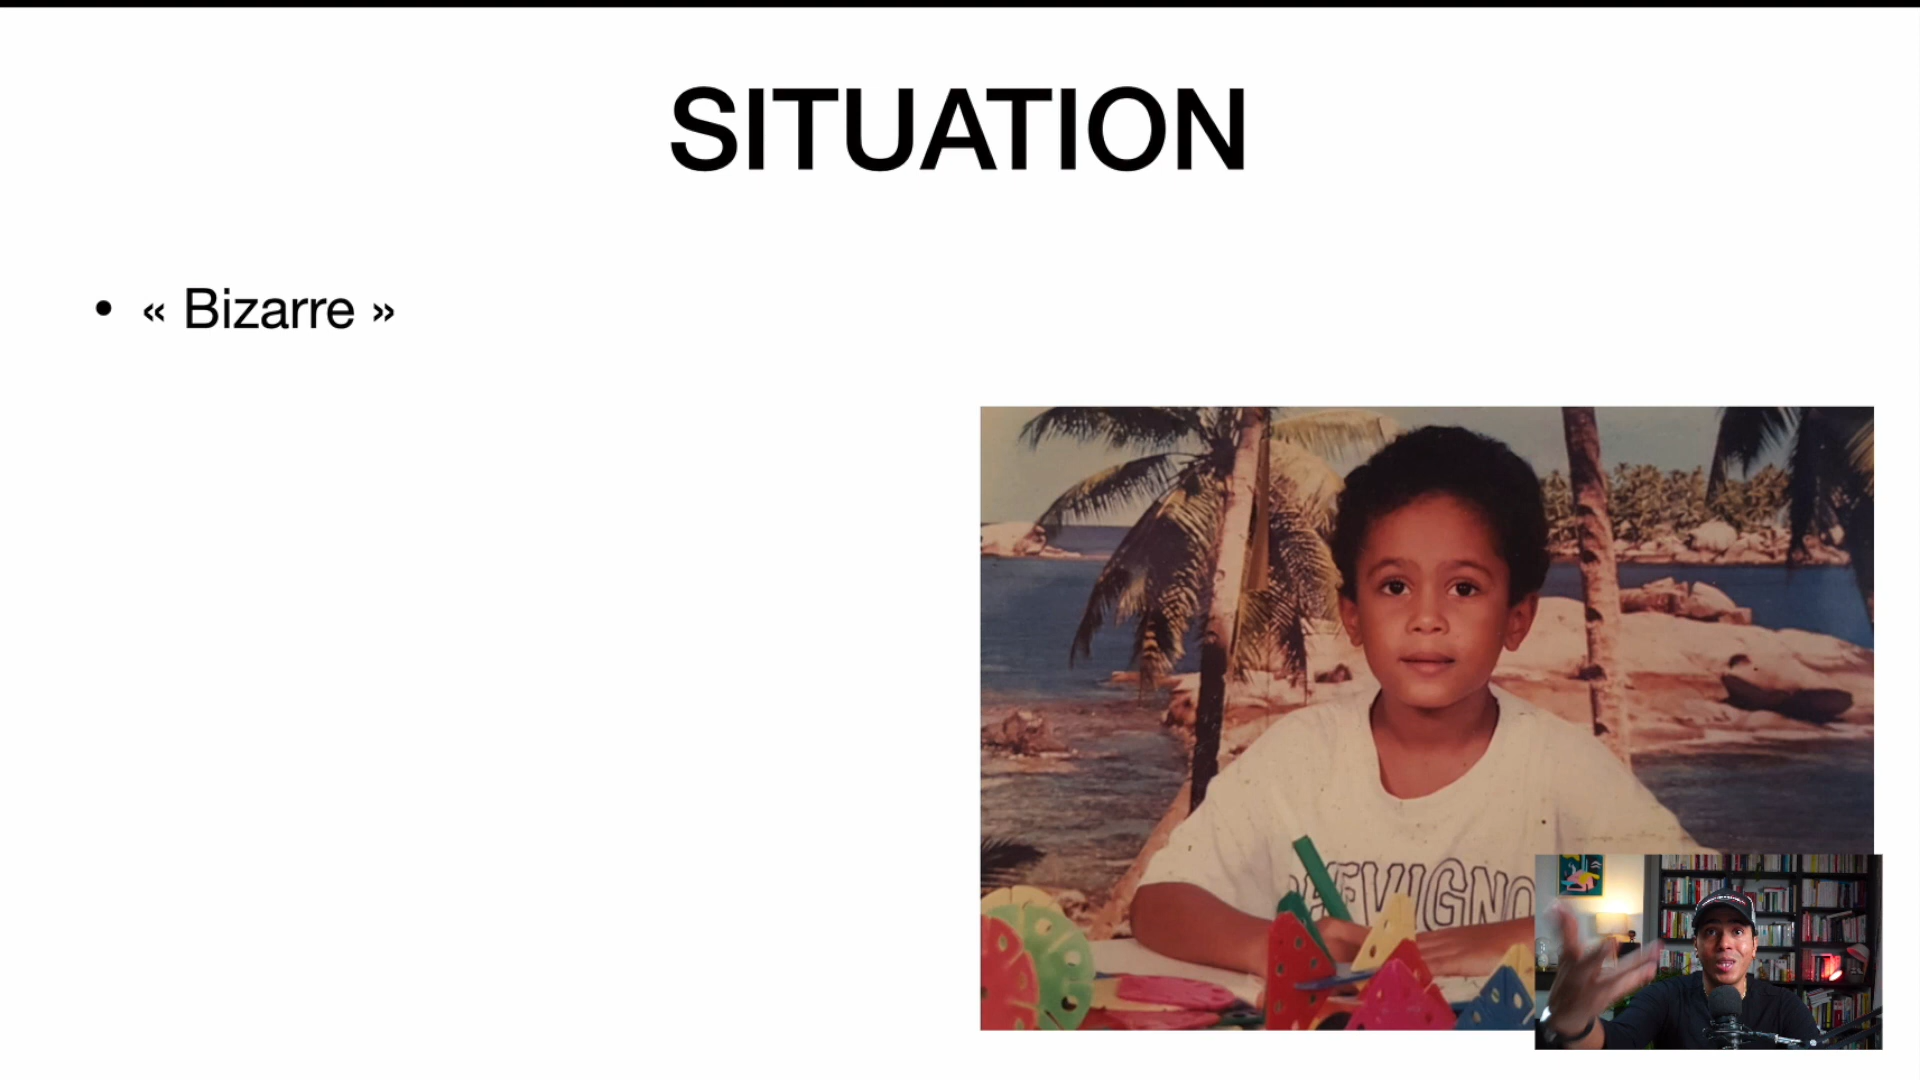 SITUATION
• « Bizarre »